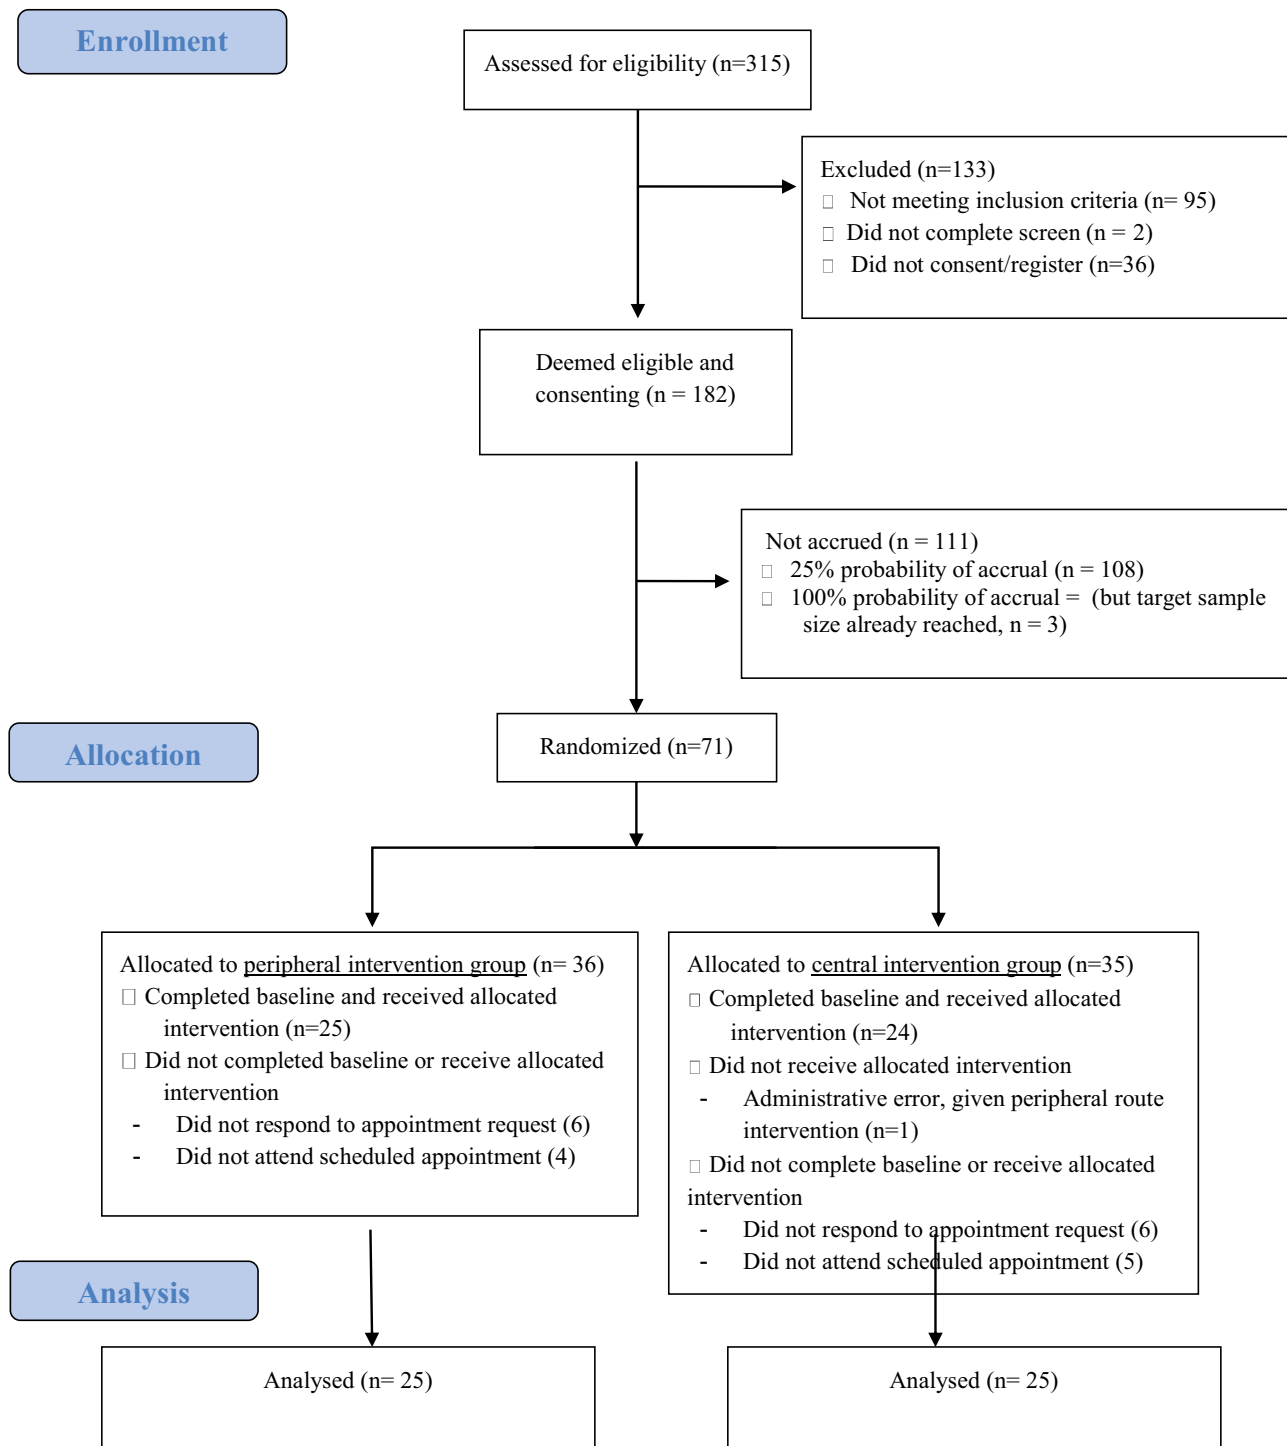 Enrollment
Assessed for eligibility (n=315)
Excluded (n=133)
Not meeting inclusion criteria (n= 95)
Did not complete screen (n = 2)
Did not consent/register (n=36)
Deemed eligible and
consenting (n = 182)
Not accrued (n = 111)
25% probability of accrual (n = 108)
100% probability of accrual =  (but target sample
size already reached, n = 3)
Allocation
Randomized (n=71)
Allocated to peripheral intervention group (n= 36)
Completed baseline and received allocated
intervention (n=25)
Did not completed baseline or receive allocated
intervention
- Did not respond to appointment request (6)
- Did not attend scheduled appointment (4)
Allocated to central intervention group (n=35)
Completed baseline and received allocated
intervention (n=24)
Did not receive allocated intervention
- Administrative error, given peripheral route
intervention (n=1)
Did not complete baseline or receive allocated
intervention
- Did not respond to appointment request (6)
- Did not attend scheduled appointment (5)
Analysis
Analysed (n= 25)
Analysed (n= 25)